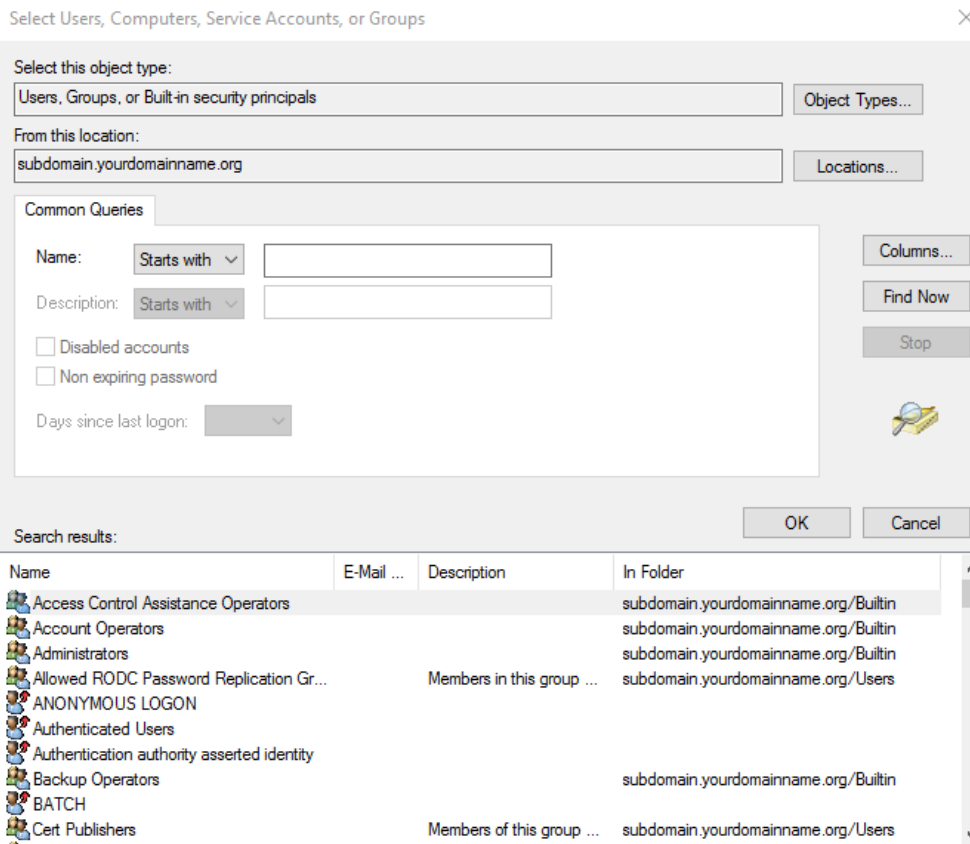 Select Users, Computers, Service Accounts, or Groups
Select this object type:
Users, Groups, or Built-in security principals
Object Types...
From this location:
subdomain.yourdomainname.org
Locations...
Common Queries
Name: Starts with
Description: Starts with
Disabled accounts
Non expiring password
Days since last logon:
Columns...
Find Now
Stop
OK Cancel
Search results:
Name E-Mail ... Description In Folder
Access Control Assistance Operators subdomain.yourdomainname.org/Builtin
Account Operators subdomain.yourdomainname.org/Builtin
Administrators subdomain.yourdomainname.org/Builtin
Allowed RODC Password Replication Gr... Members in this group ... subdomain.yourdomainname.org/Users
ANONYMOUS LOGON
Authenticated Users
Authentication authority asserted identity
Backup Operators subdomain.yourdomainname.org/Builtin
BATCH
Cert Publishers Members of this group ... subdomain.yourdomainname.org/Users